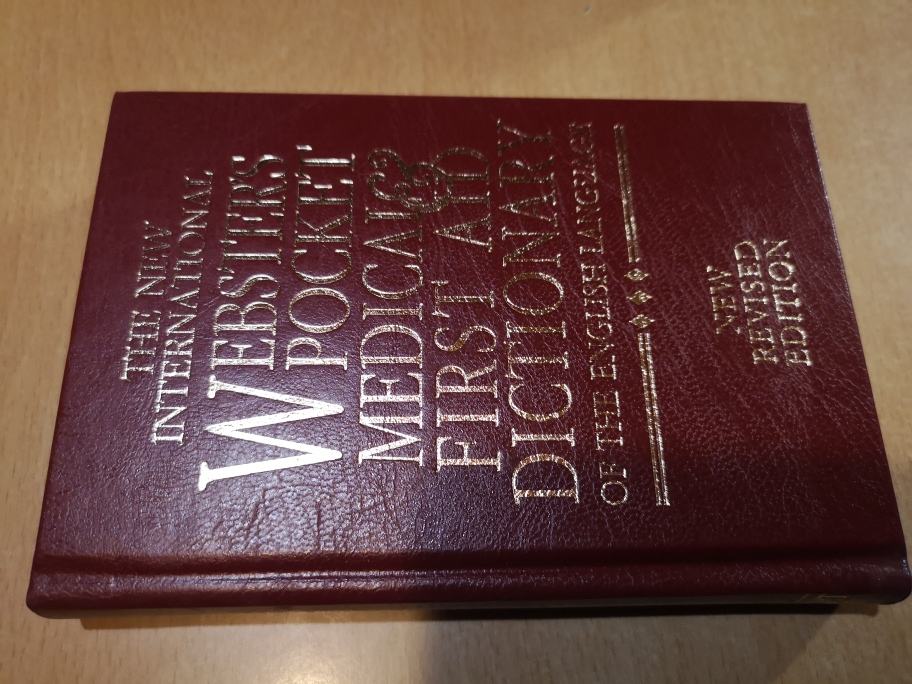 THE NEW
INTERNATIONAL
WEBSTER'S
POCKET
MEDICAL &
FIRST AID
DICTIONARY
OF THE ENGLISH LANGUAGE
NEW
REVISED
EDITION